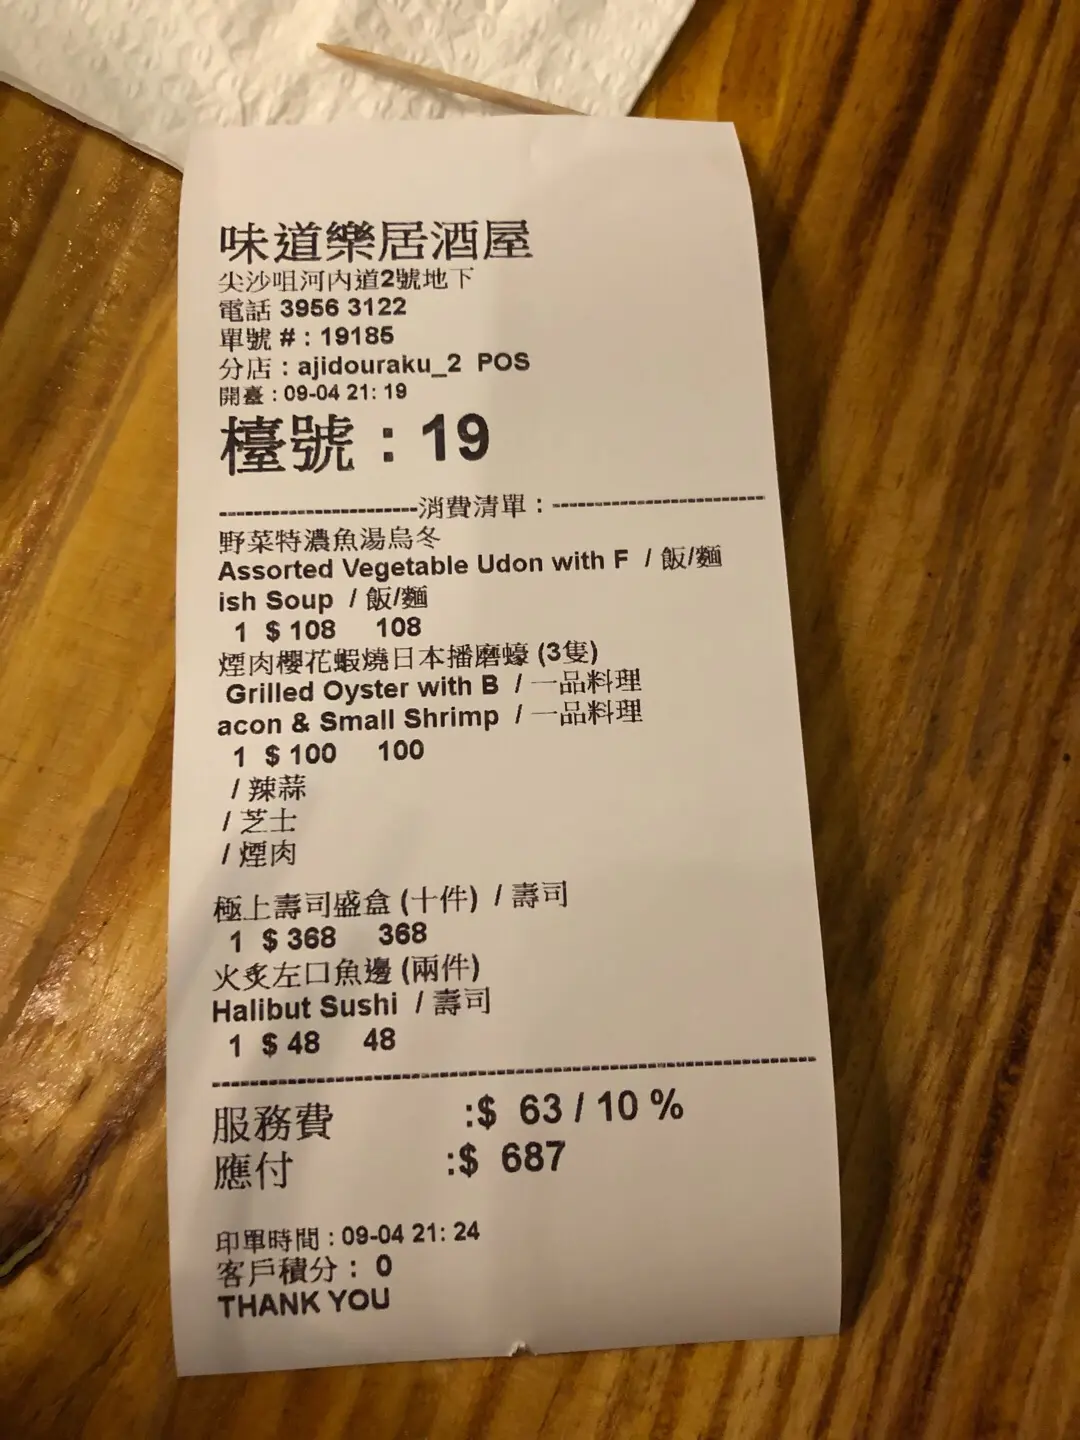 味道樂居酒屋
尖沙咀河內道2號地下
電話 3956 3122
單號 # : 19185
分店 : ajidouraku_2 POS
開臺 : 09-04 21: 19
檯號 : 19
-----------------------消費清單 : -------------------------
野菜特濃魚湯烏冬
Assorted Vegetable Udon with F / 飯/麵
ish Soup / 飯/麵
1 $ 108 108
煙肉櫻花蝦燒日本播磨蠔 (3隻)
Grilled Oyster with B / 一品料理
acon & Small Shrimp / 一品料理
1 $ 100 100
/ 辣蒜
/ 芝士
/ 煙肉
極上壽司盛盒 (十件) / 壽司
1 $ 368 368
火炙左口魚邊 (兩件)
Halibut Sushi / 壽司
1 $ 48 48
----------------------------------------------------------------------
服務費 :$ 63 / 10 %
應付 :$ 687
印單時間 : 09-04 21: 24
客戶積分 : 0
THANK YOU